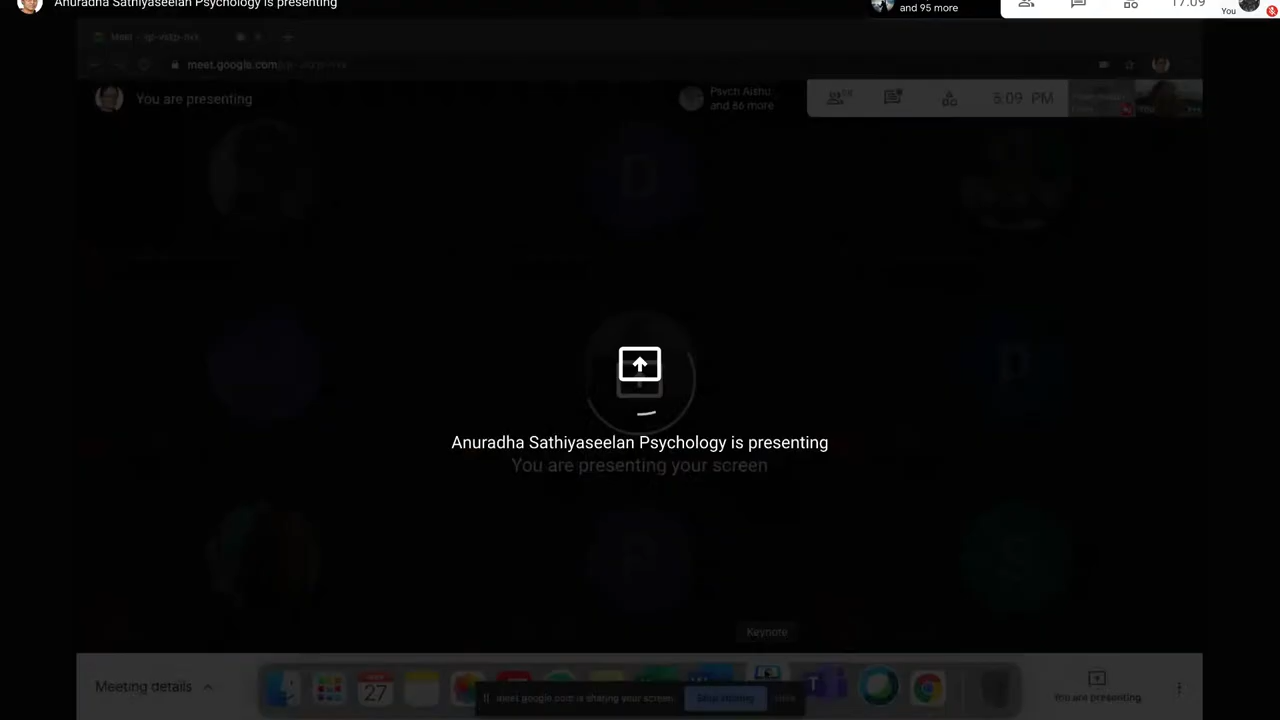 Anuradha Sathiyaseelan Psychology is presenting
and 95 more
17:09
You
meet.google.com
You are presenting
Psych Aishu
and 86 more
5:09 PM
D
D
Anuradha Sathiyaseelan Psychology is presenting
You are presenting your screen
P
S
Keynote
Meeting details
27
T
meet.google.com is sharing your screen.
Stop sharing
Hide
You are presenting